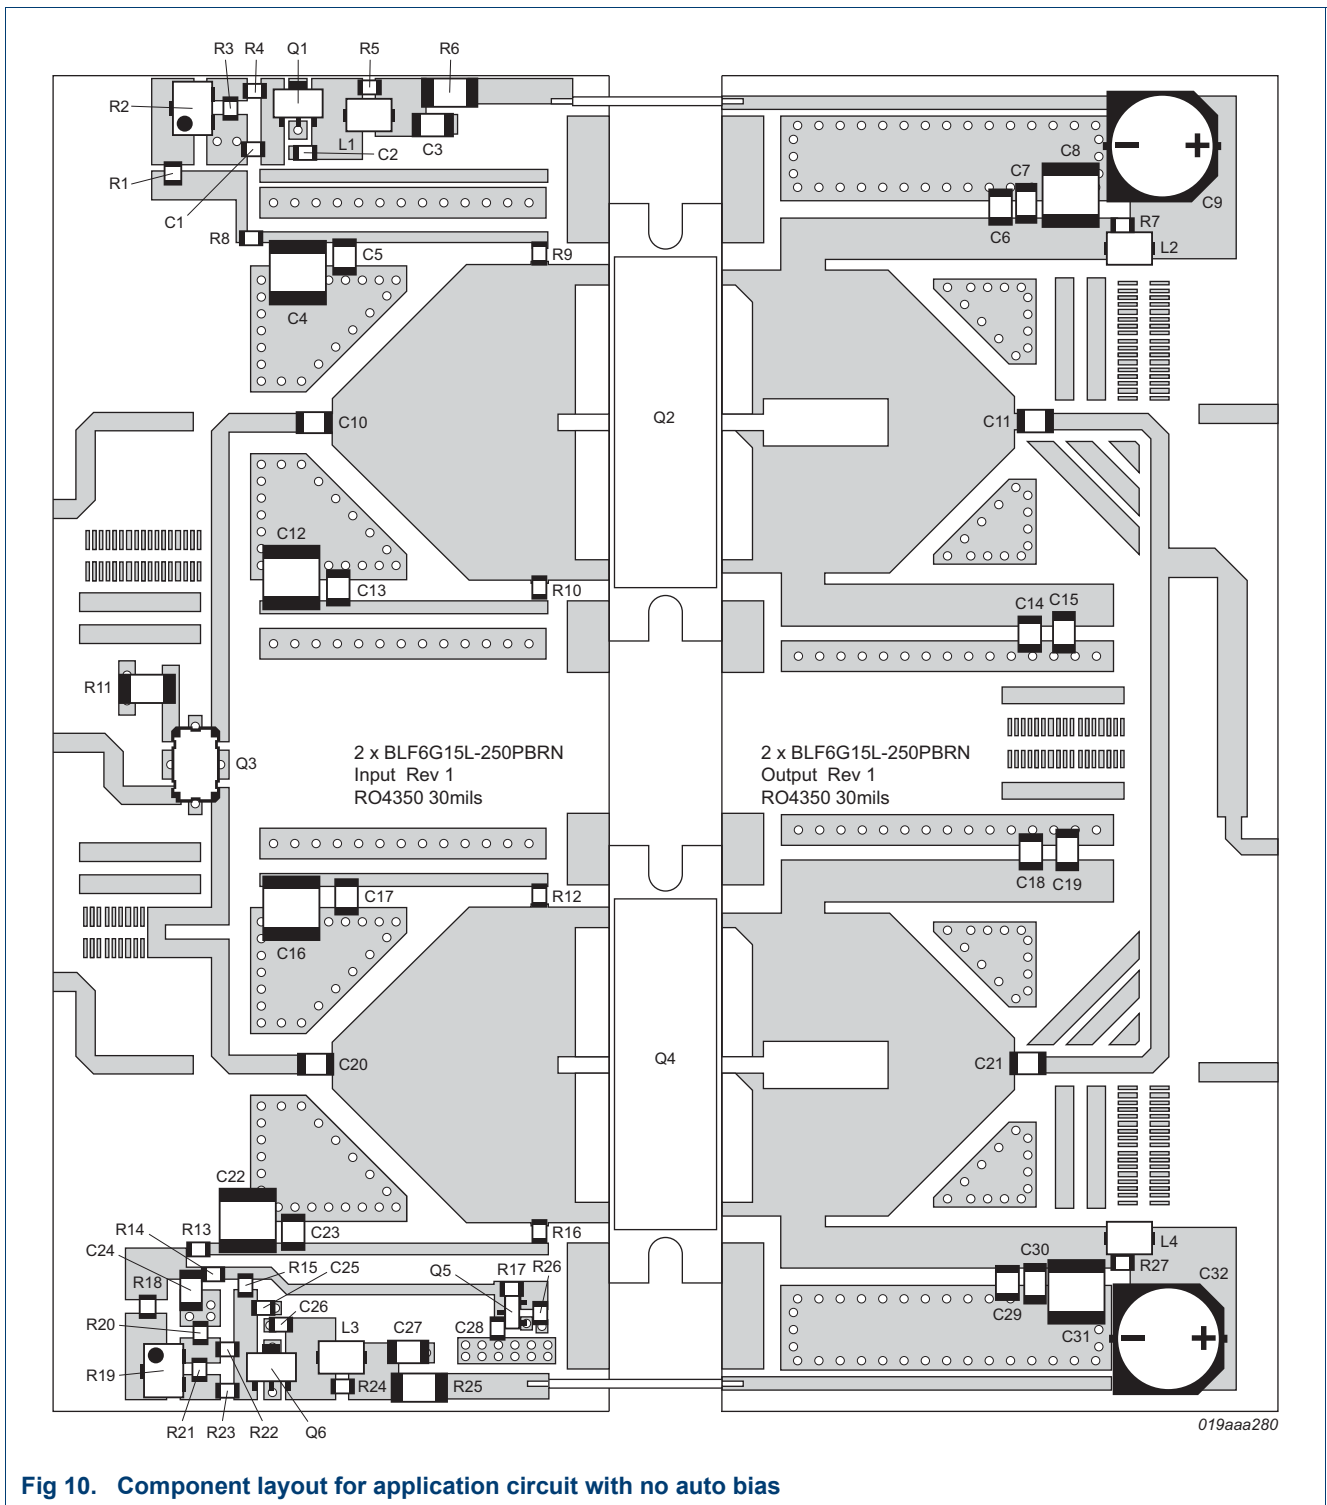 R3 R4 Q1 R5 R6
R2
L1 C2 C3
R1
C1
R8 C5 R9
C4
C8
C7
C9
C6 R7
L2
C10 Q2 C11
C12
C13 R10
C14 C15
R11
Q3
2 x BLF6G15L-250PBRN
Input Rev 1
RO4350 30mils
2 x BLF6G15L-250PBRN
Output Rev 1
RO4350 30mils
C18 C19
C17 R12
C16
C20 Q4 C21
C22
R14 R13 C23 R16
C24 R15 C25 Q5 R17 R26
R18 C26
R20 L3 C27 C28
R19 R24 R25
R21 R23 R22 Q6
L4
C30 R27 C32
C29
C31
019aaa280
Fig 10. Component layout for application circuit with no auto bias